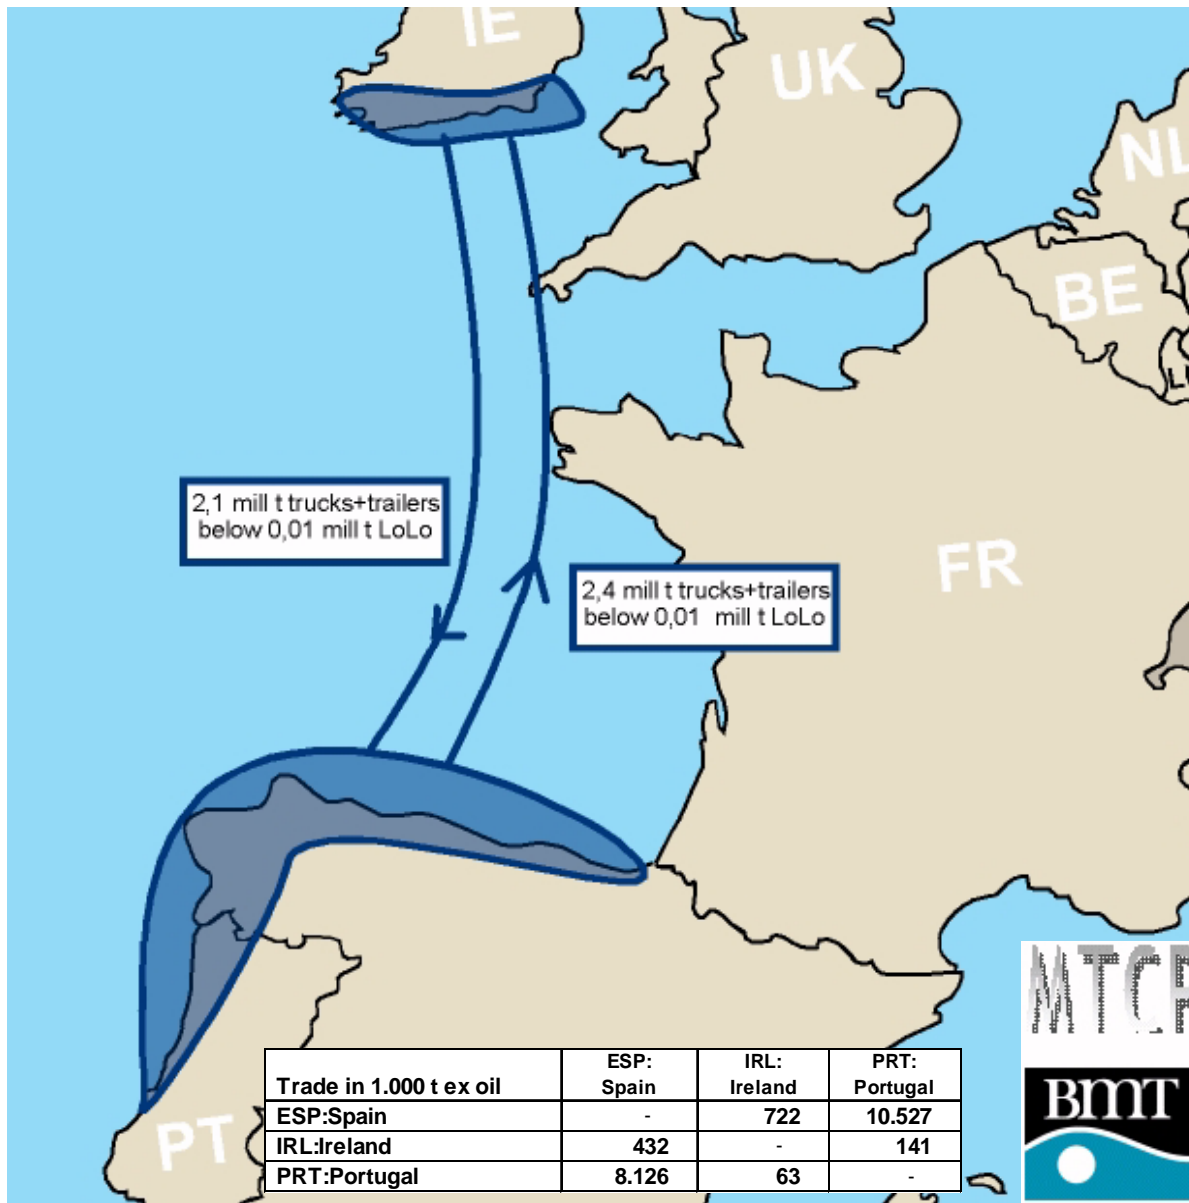 IE
UK
NL
BE
2,1 mill t trucks+trailers
below 0,01 mill t LoLo
FR
2,4 mill t trucks+trailers
below 0,01 mill t LoLo
PT
Trade in 1.000 t ex oil ESP: Spain IRL: Ireland PRT: Portugal
ESP:Spain - 722 10.527
IRL:Ireland 432 - 141
PRT:Portugal 8.126 63 -
BMT